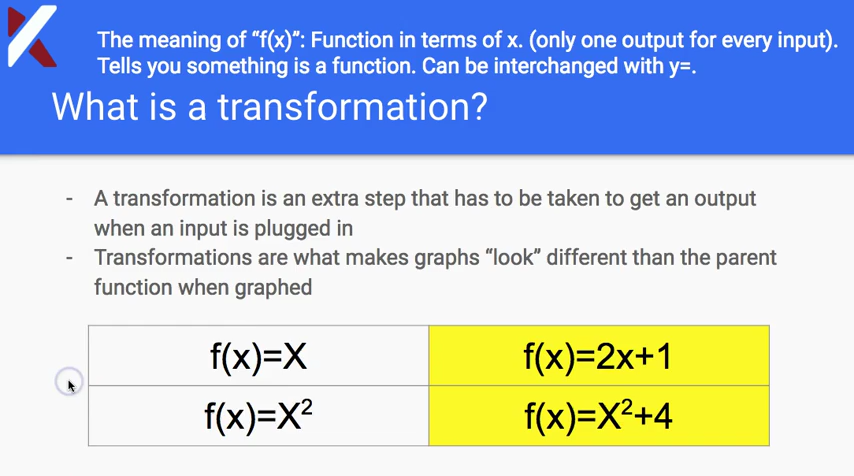 The meaning of “f(x)”: Function in terms of x. (only one output for every input).
Tells you something is a function. Can be interchanged with y=.
What is a transformation?
- A transformation is an extra step that has to be taken to get an output
when an input is plugged in
- Transformations are what makes graphs “look” different than the parent
function when graphed
f(x)=X f(x)=2x+1
f(x)=X² f(x)=X²+4